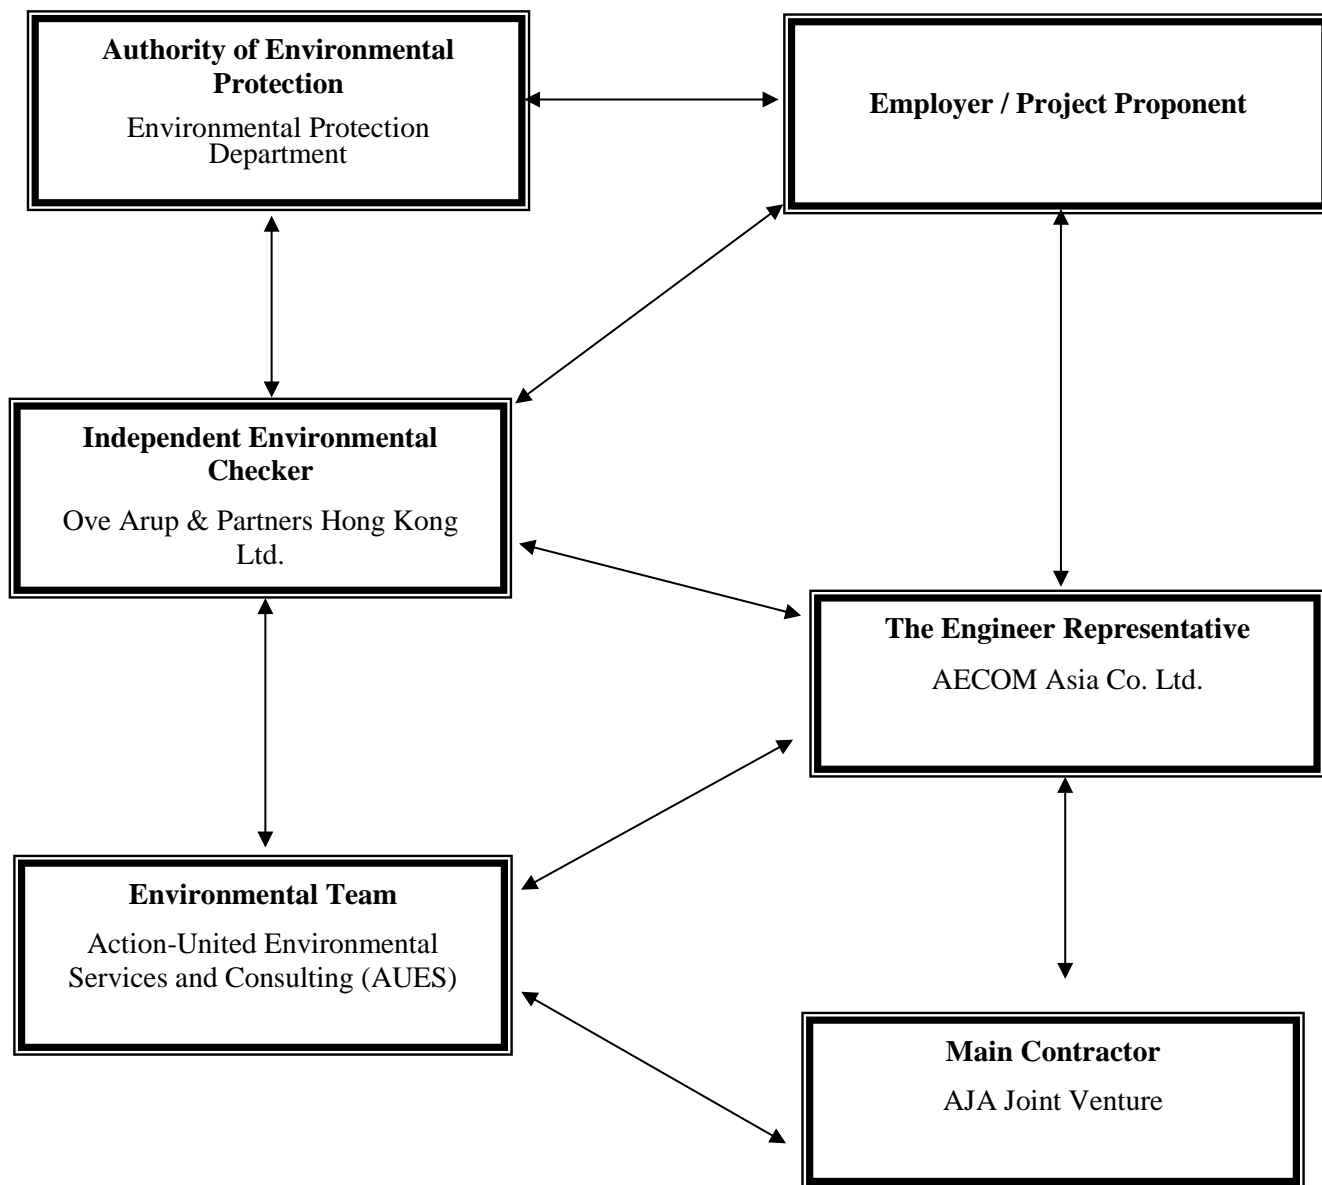 Authority of Environmental
Protection
Environmental Protection
Department
Employer / Project Proponent
Independent Environmental
Checker
Ove Arup & Partners Hong Kong
Ltd.
The Engineer Representative
AECOM Asia Co. Ltd.
Environmental Team
Action-United Environmental
Services and Consulting (AUES)
Main Contractor
AJA Joint Venture